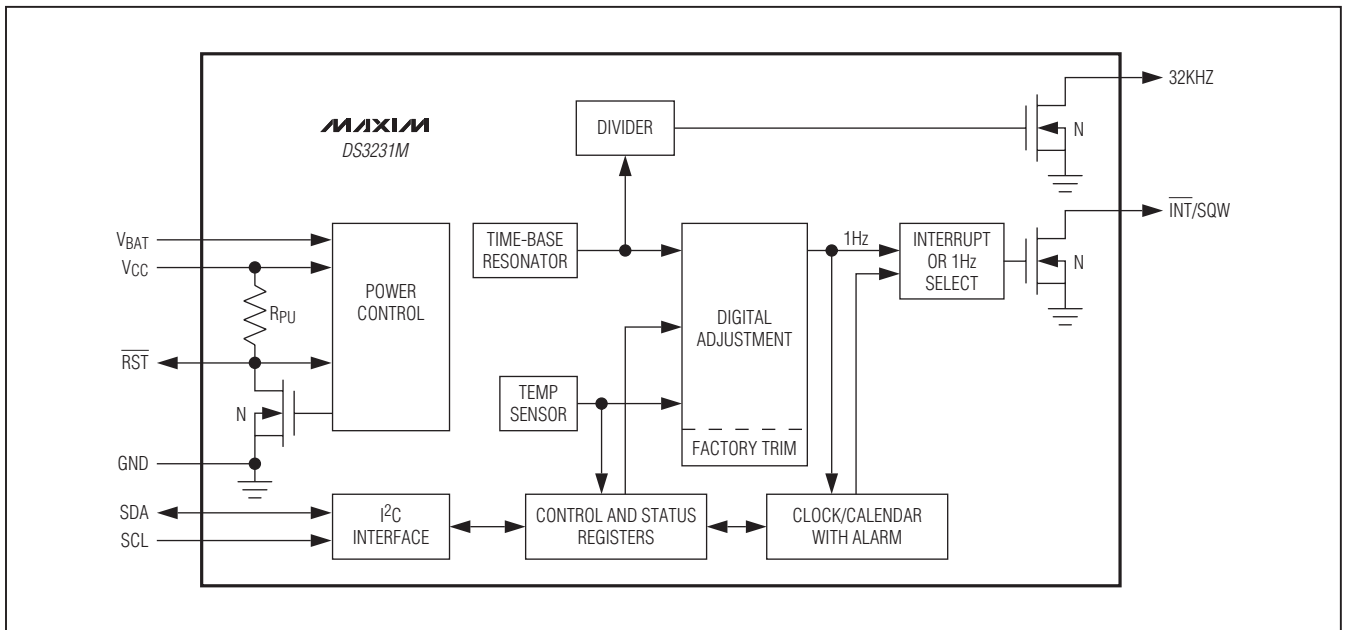 MAXIM
DS3231M
DIVIDER
32KHZ
N
INT/SQW
N
VBAT
VCC
RPU
RST
N
GND
SDA
SCL
POWER
CONTROL
TIME-BASE
RESONATOR
TEMP
SENSOR
DIGITAL
ADJUSTMENT
FACTORY TRIM
1Hz
INTERRUPT
OR 1Hz
SELECT
I²C
INTERFACE
CONTROL AND STATUS
REGISTERS
CLOCK/CALENDAR
WITH ALARM